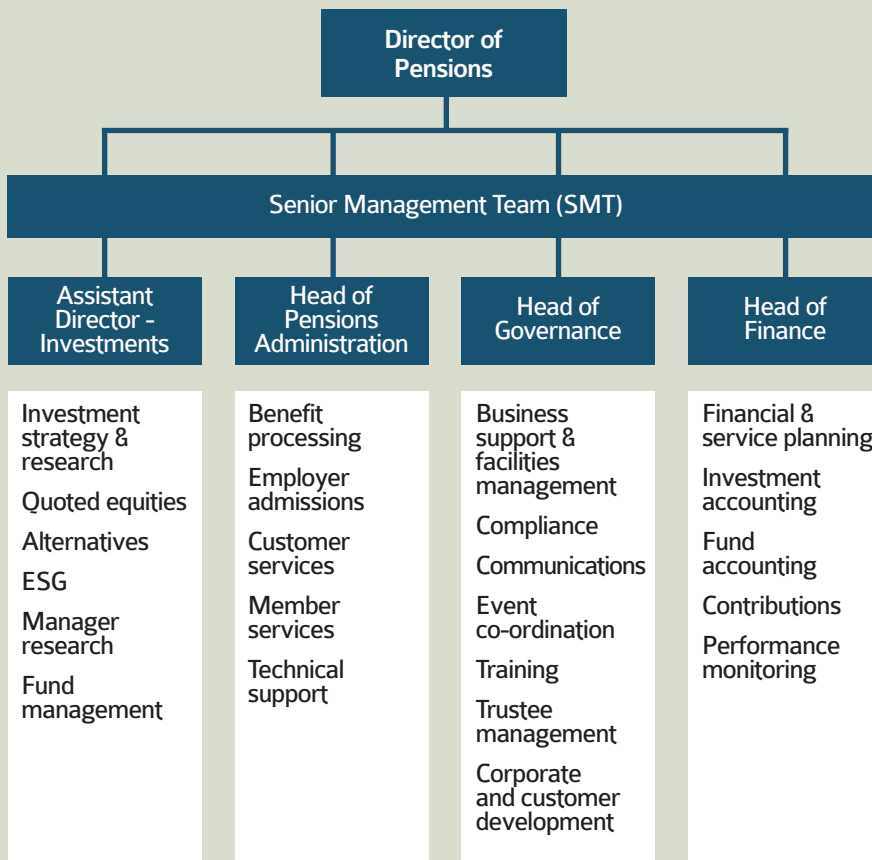 Director of
Pensions
Senior Management Team (SMT)
Assistant
Director -
Investments
Head of
Pensions
Administration
Head of
Governance
Head of
Finance
Investment
strategy &
research
Quoted equities
Alternatives
ESG
Manager
research
Fund
management
Benefit
processing
Employer
admissions
Customer
services
Member
services
Technical
support
Business
support &
facilities
management
Compliance
Communications
Event
co-ordination
Training
Trustee
management
Corporate
and customer
development
Financial &
service planning
Investment
accounting
Fund
accounting
Contributions
Performance
monitoring